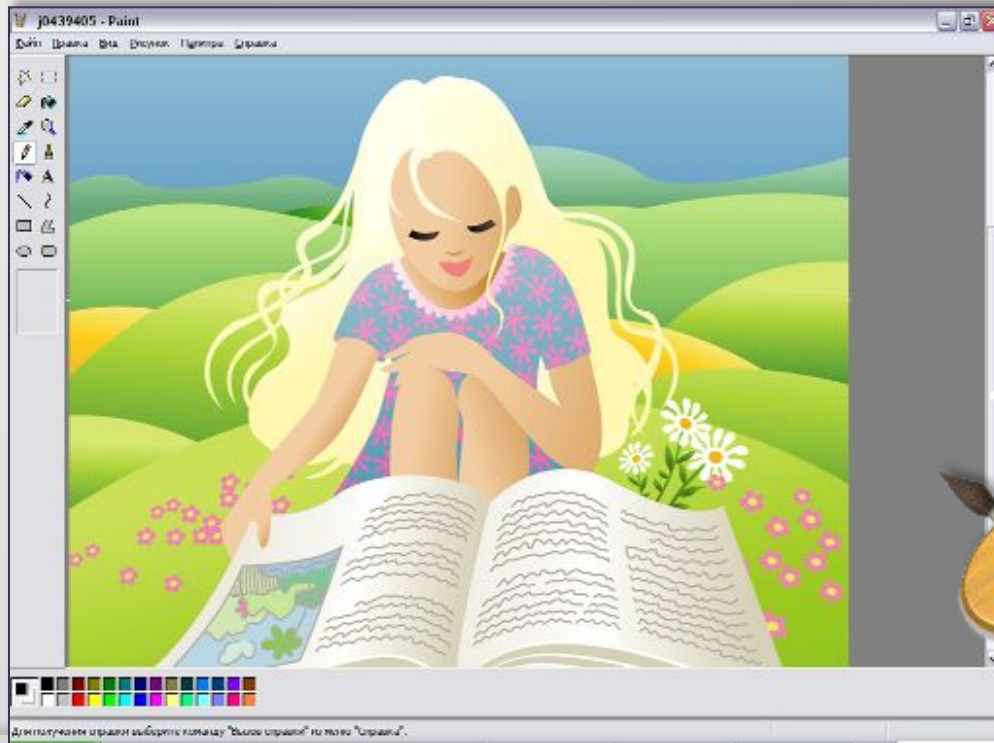 j0439405 - Paint
Файл Правка Вид Рисунок Палитра Справка
A
Для получения справки выберите команду "Вызов справки" из меню "Справка".